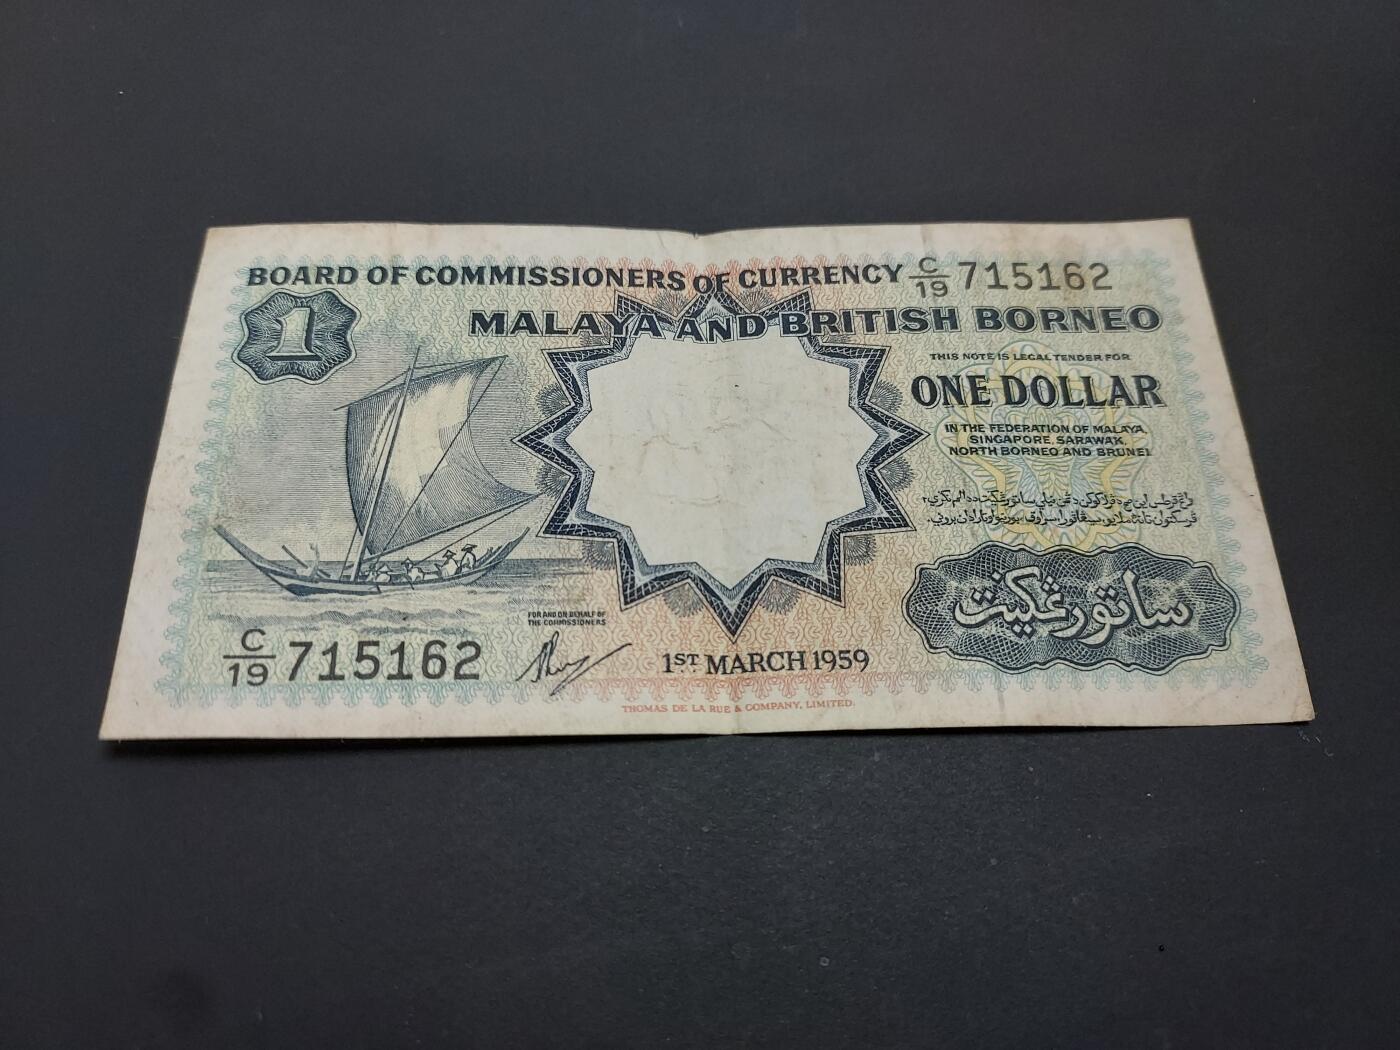 BOARD OF COMMISSIONERS OF CURRENCY C/19 715162
1
MALAYA AND BRITISH BORNEO
THIS NOTE IS LEGAL TENDER FOR
ONE DOLLAR
IN THE FEDERATION OF MALAYA,
SINGAPORE, SARAWAK,
NORTH BORNEO AND BRUNEI.
ساتو رڠݢيت
FOR AND ON BEHALF OF
THE COMMISSIONERS
C/19 715162
1ST MARCH 1959
THOMAS DE LA RUE & COMPANY, LIMITED.